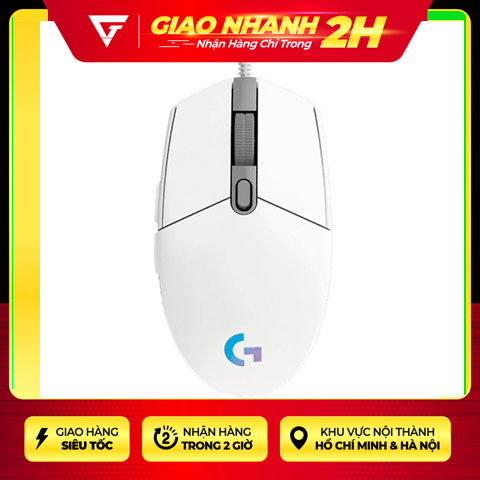 GIAO NHANH 2H
Nhận Hàng Chỉ Trong
G
GIAO HÀNG
SIÊU TỐC
2
NHẬN HÀNG
TRONG 2 GIỜ
KHU VỰC NỘI THÀNH
HỒ CHÍ MINH & HÀ NỘI